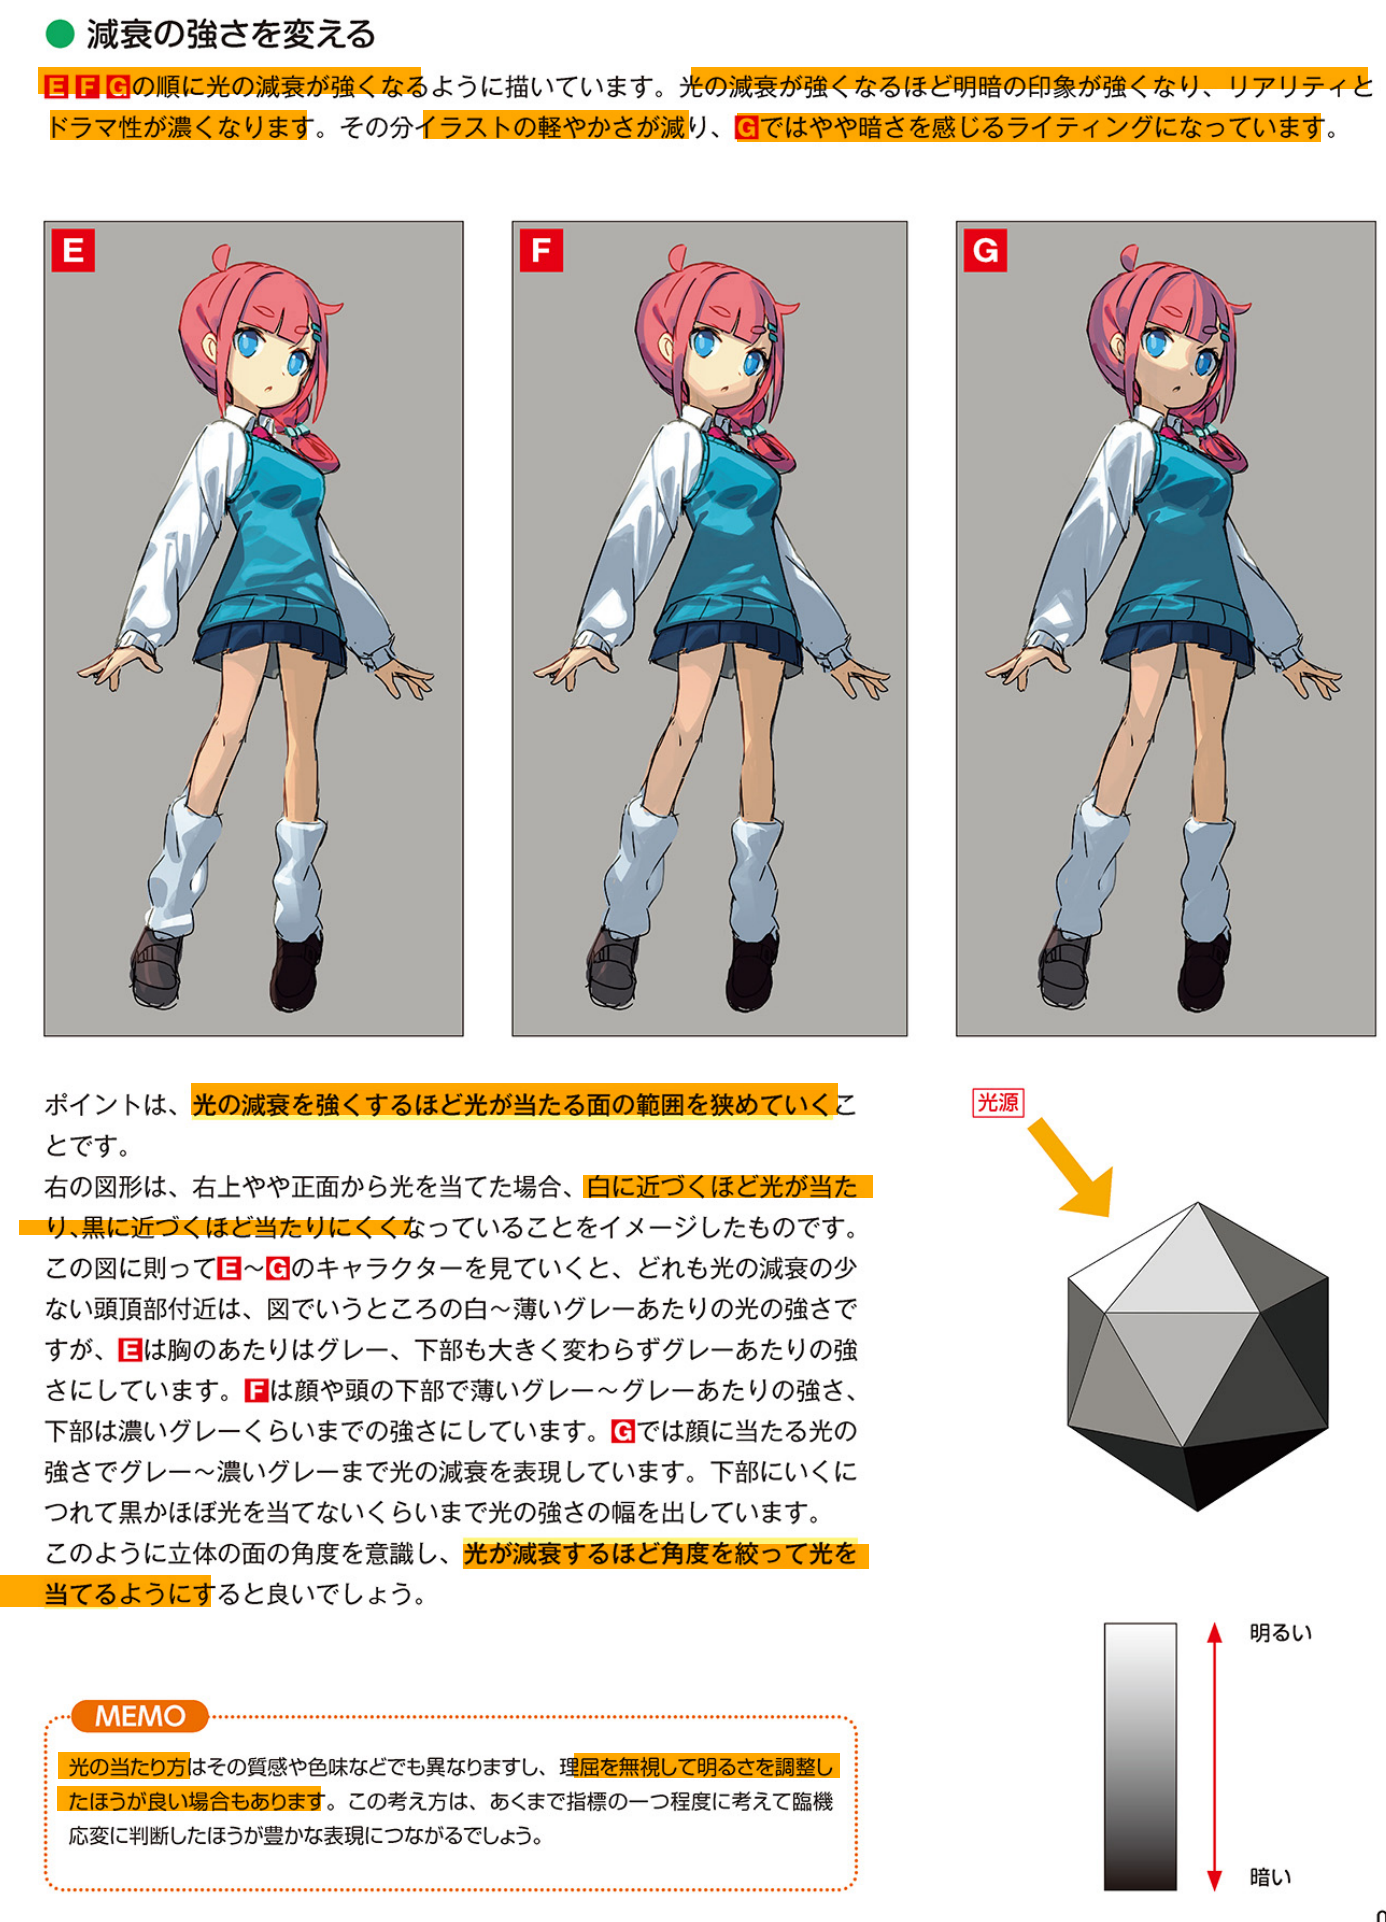 減衰の強さを変える
E F Gの順に光の減衰が強くなるように描いています。光の減衰が強くなるほど明暗の印象が強くなり、リアリティと
ドラマ性が濃くなります。その分イラストの軽やかさが減り、Gではやや暗さを感じるライティングになっています。
E
F
G
ポイントは、光の減衰を強くするほど光が当たる面の範囲を狭めていくこ
とです。
右の図形は、右上やや正面から光を当てた場合、白に近づくほど光が当た
り、黒に近づくほど当たりにくくなっていることをイメージしたものです。
この図に則ってE～Gのキャラクターを見ていくと、どれも光の減衰の少
ない頭頂部付近は、図でいうところの白～薄いグレーあたりの光の強さで
すが、Eは胸のあたりはグレー、下部も大きく変わらずグレーあたりの強
さにしています。Fは顔や頭の下部で薄いグレー～グレーあたりの強さ、
下部は濃いグレーくらいまでの強さにしています。Gでは顔に当たる光の
強さでグレー～濃いグレーまで光の減衰を表現しています。下部にいくに
つれて黒かほぼ光を当てないくらいまで光の強さの幅を出しています。
このように立体の面の角度を意識し、光が減衰するほど角度を絞って光を
当てるようにすると良いでしょう。
光源
明るい
暗い
MEMO
光の当たり方はその質感や色味などでも異なりますし、理屈を無視して明るさを調整し
たほうが良い場合もあります。この考え方は、あくまで指標の一つ程度に考えて臨機
応変に判断したほうが豊かな表現につながるでしょう。